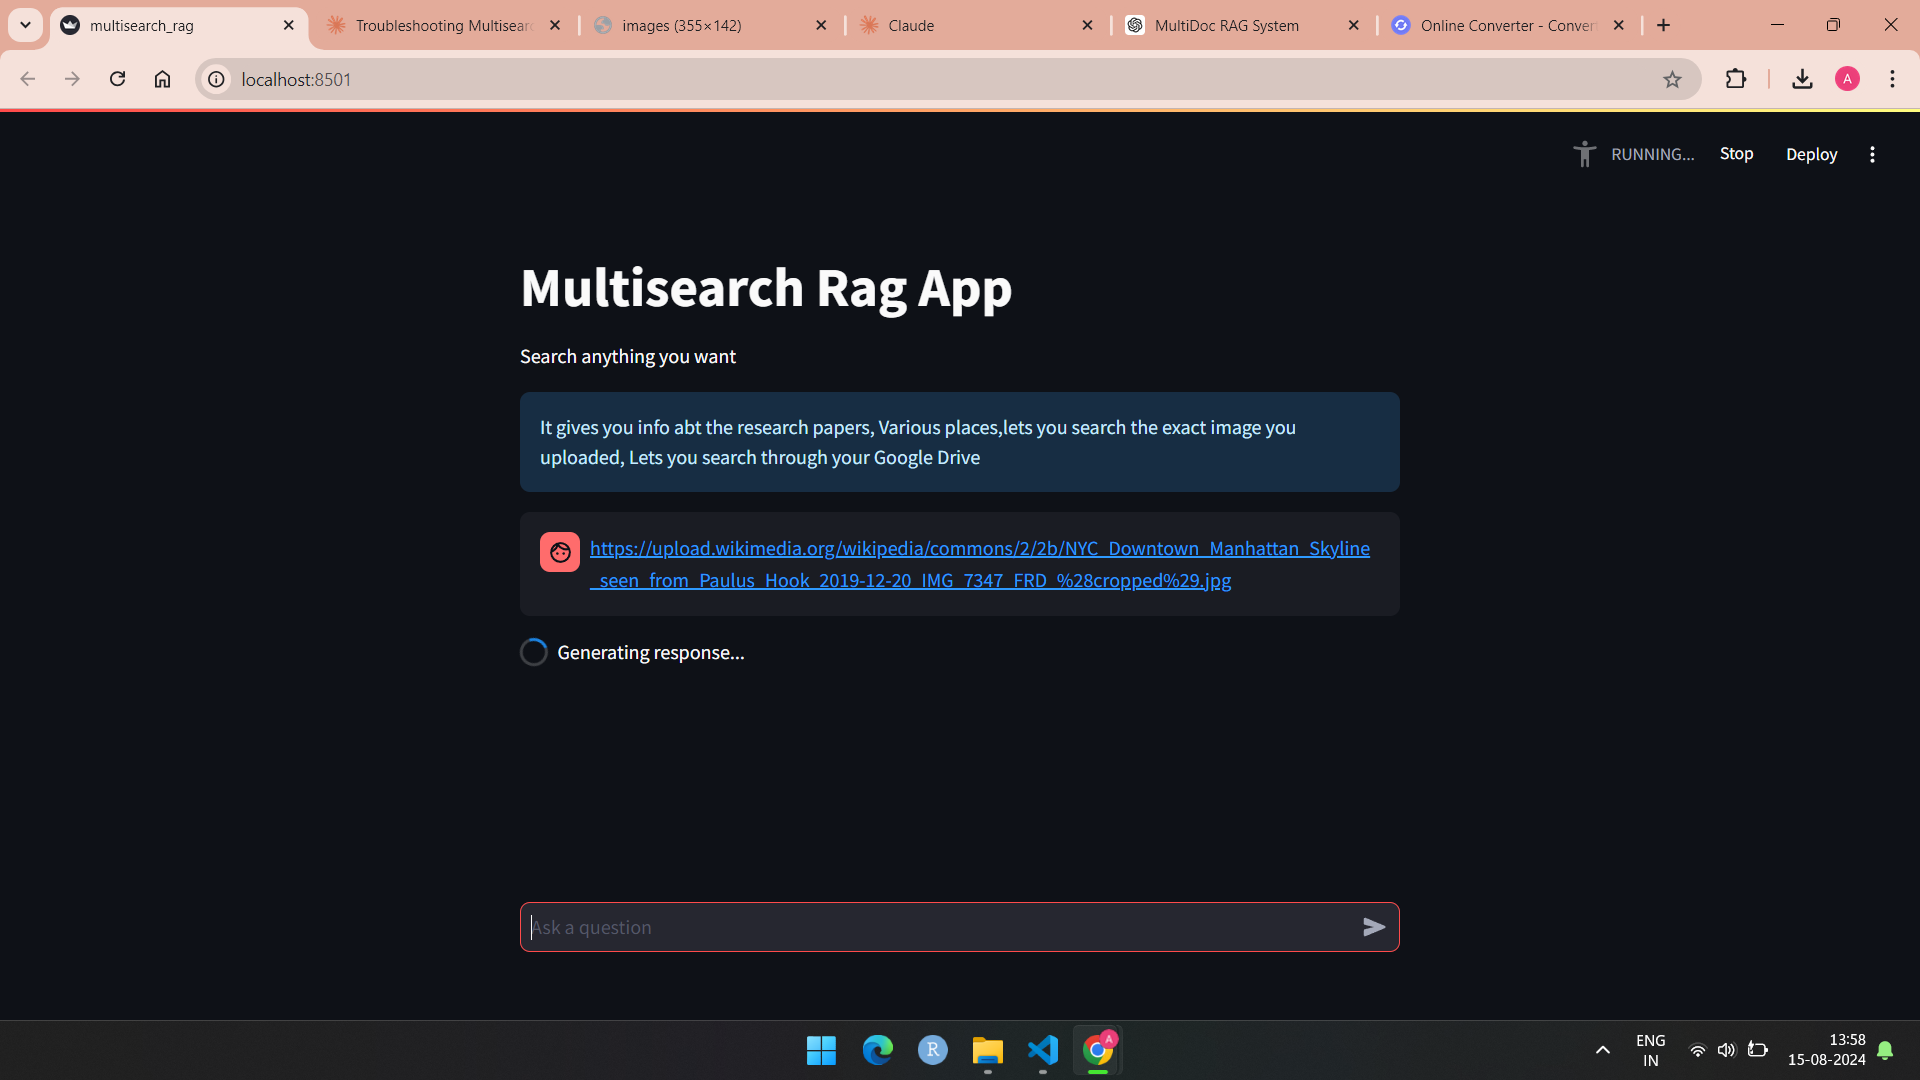 multisearch_rag
Troubleshooting Multisear
images (355×142)
Claude
MultiDoc RAG System
Online Converter - Conver
localhost:8501
A
RUNNING...
Stop
Deploy
Multisearch Rag App
Search anything you want
It gives you info abt the research papers, Various places,lets you search the exact image you
uploaded, Lets you search through your Google Drive
https://upload.wikimedia.org/wikipedia/commons/2/2b/NYC_Downtown_Manhattan_Skyline
_seen_from_Paulus_Hook_2019-12-20_IMG_7347_FRD_%28cropped%29.jpg
Generating response...
Ask a question
R
A
ENG
IN
13:58
15-08-2024